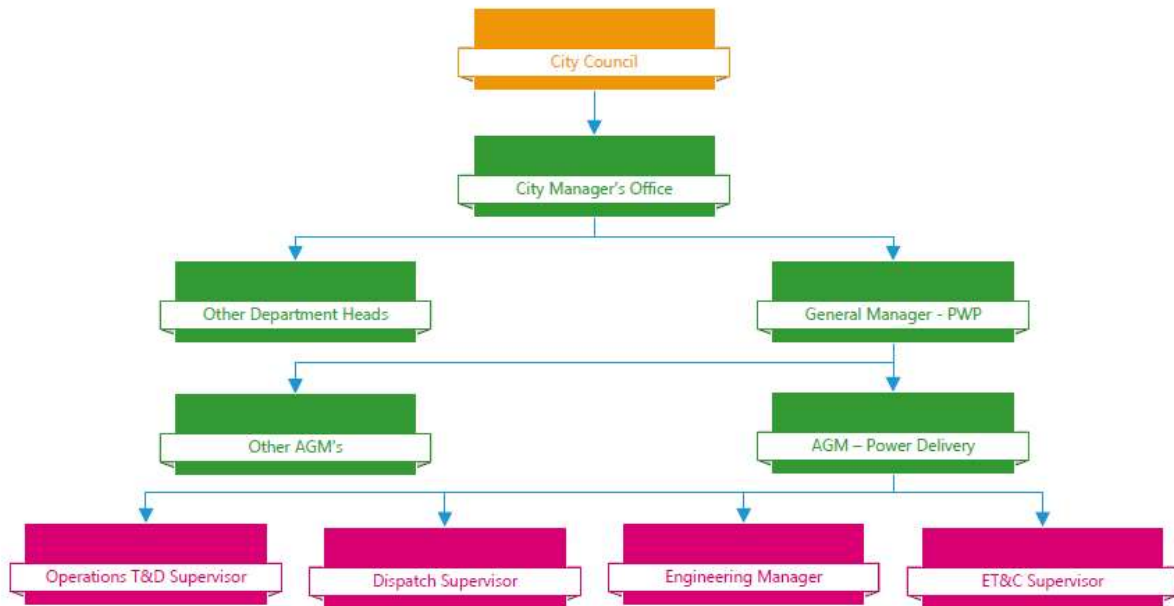 City Council
City Manager's Office
Other Department Heads
General Manager - PWP
Other AGM's
AGM – Power Delivery
Operations T&D Supervisor
Dispatch Supervisor
Engineering Manager
ET&C Supervisor